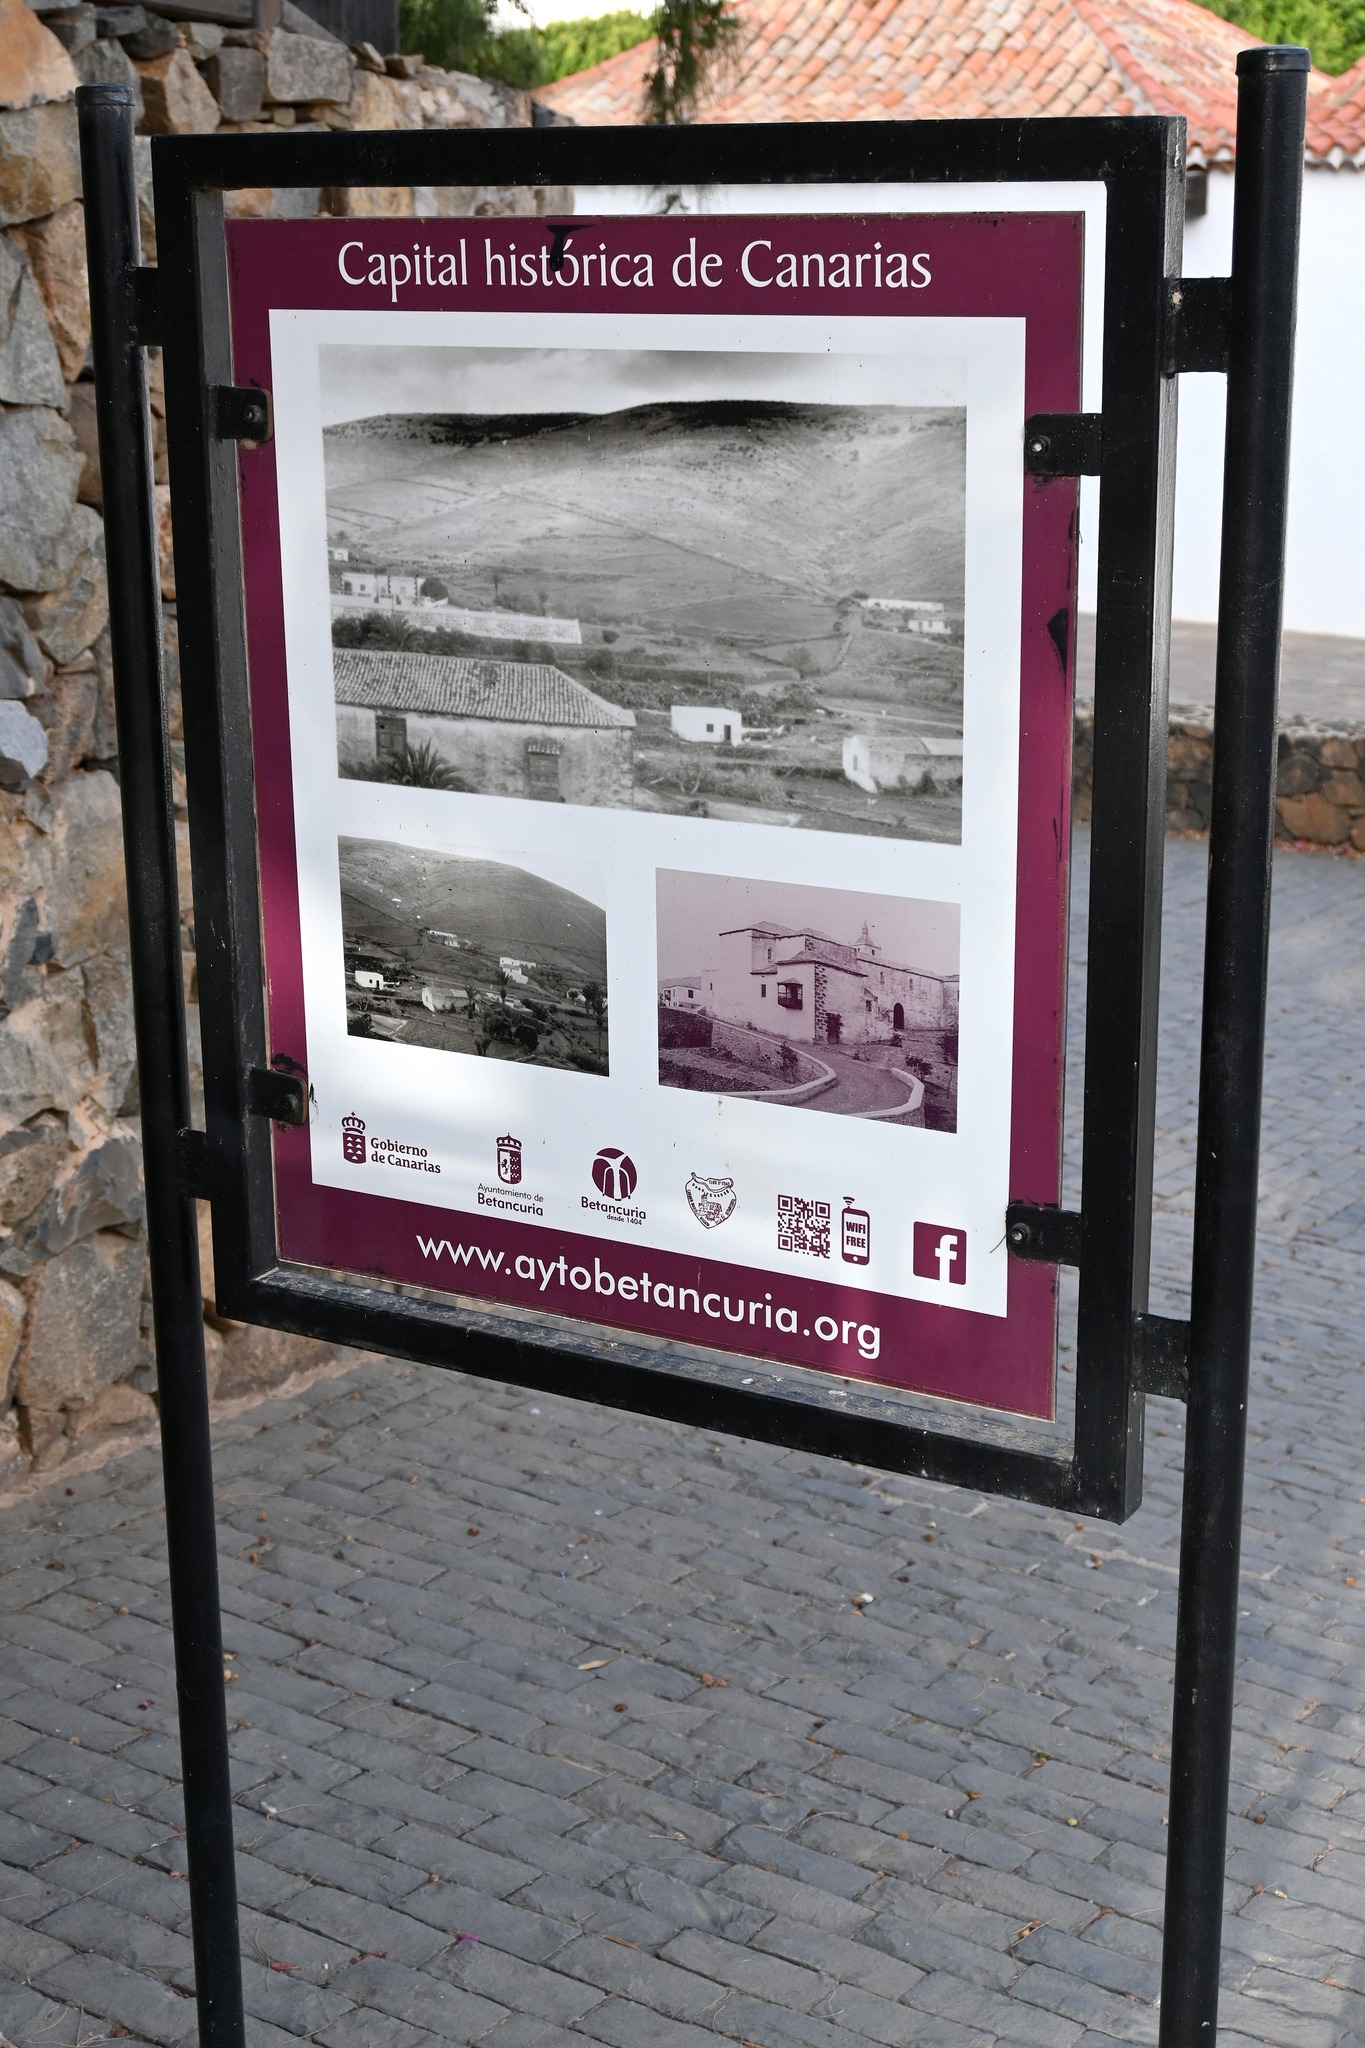 Capital histórica de Canarias
Gobierno
de Canarias
Ayuntamiento de
Betancuria
Betancuria
desde 1404
WIFI
FREE
f
www.aytobetancuria.org